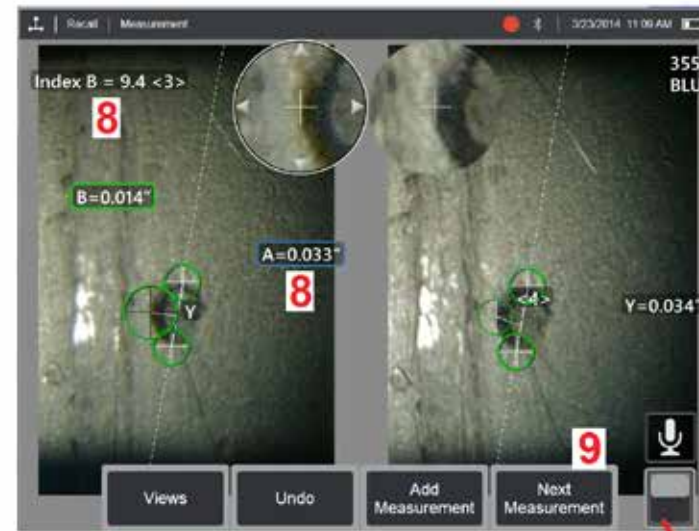 Recall | Measurement
3/23/2014 11:09 AM
Index B = 9.4 <3>
8
355
BLU
B=0.014"
A=0.033"
8
Y
<4>
Y=0.034"
9
Views
Undo
Add
Measurement
Next
Measurement